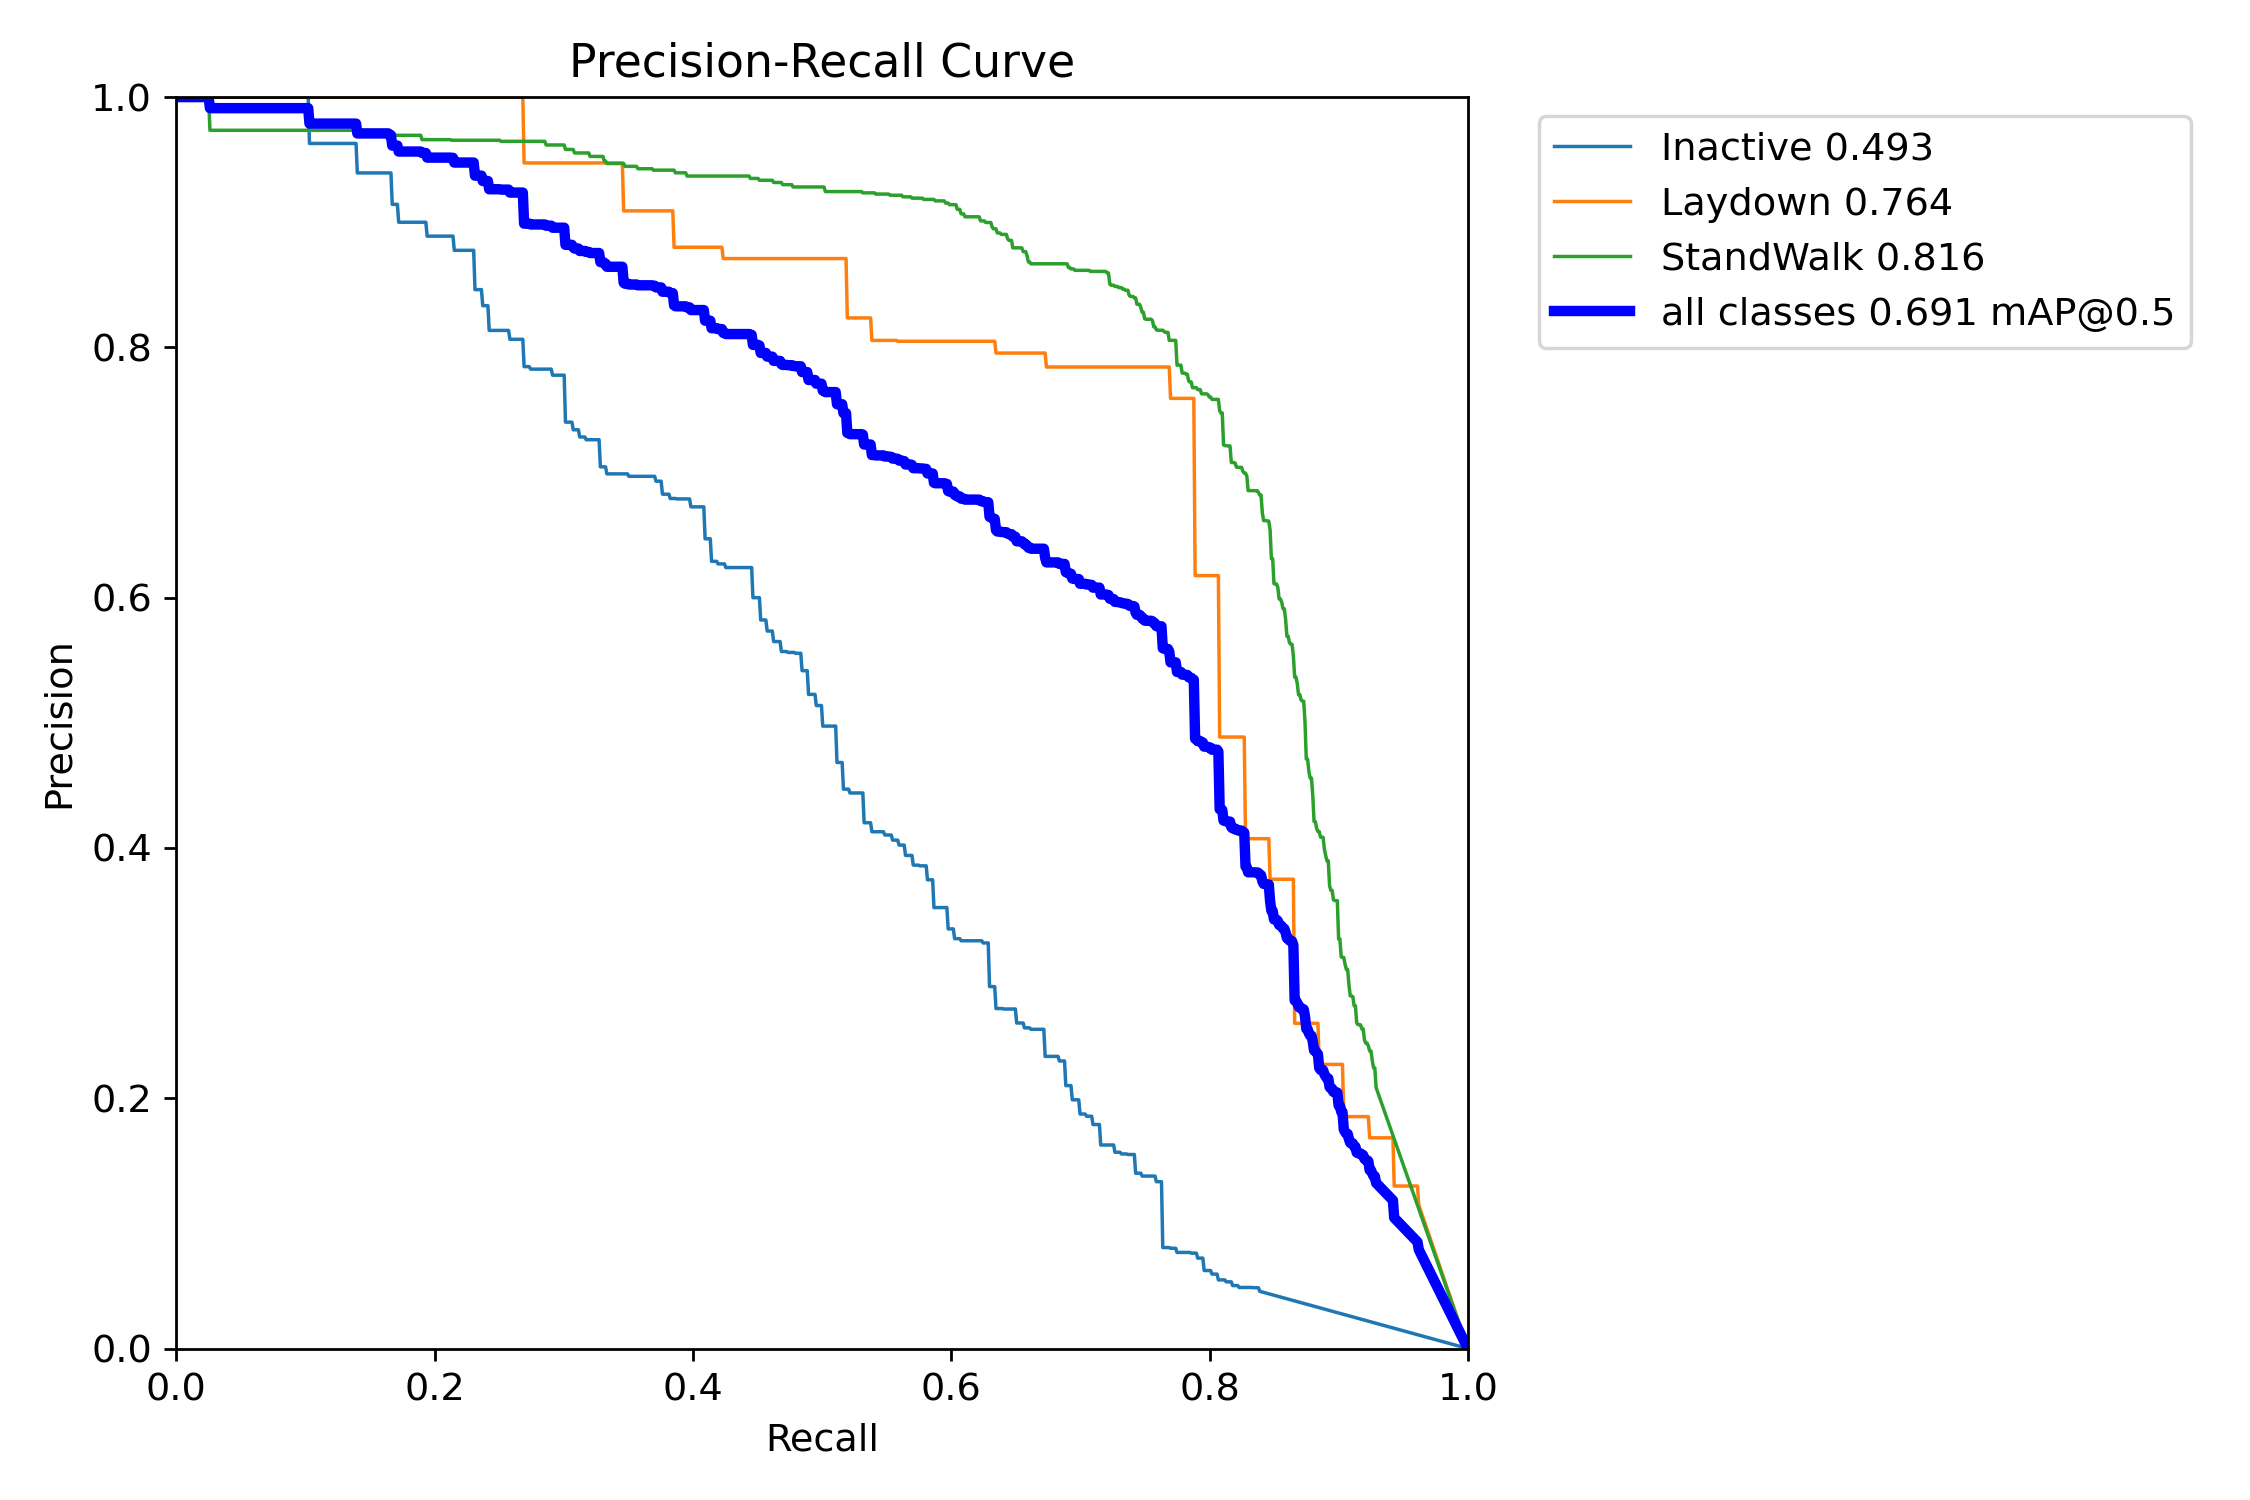 Precision-Recall Curve
1.0
0.8
0.6
0.4
0.2
0.0
Precision
0.0 0.2 0.4 0.6 0.8 1.0
Recall
Inactive 0.493
Laydown 0.764
StandWalk 0.816
all classes 0.691 mAP@0.5